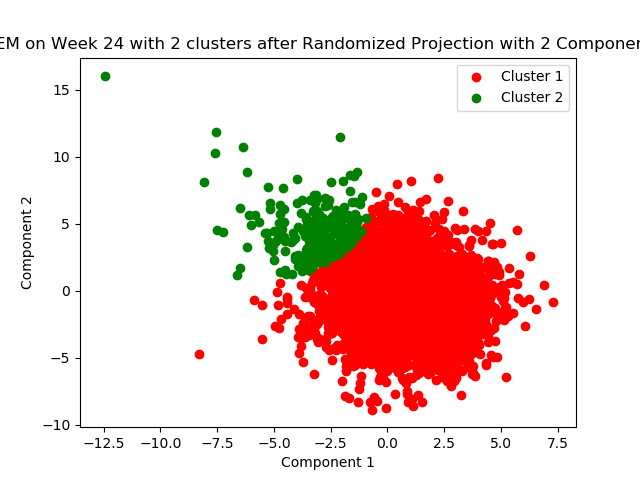 EM on Week 24 with 2 clusters after Randomized Projection with 2 Componen
Cluster 1
Cluster 2
15
10
5
0
−5
−10
Component 2
−12.5 −10.0 −7.5 −5.0 −2.5 0.0 2.5 5.0 7.5
Component 1